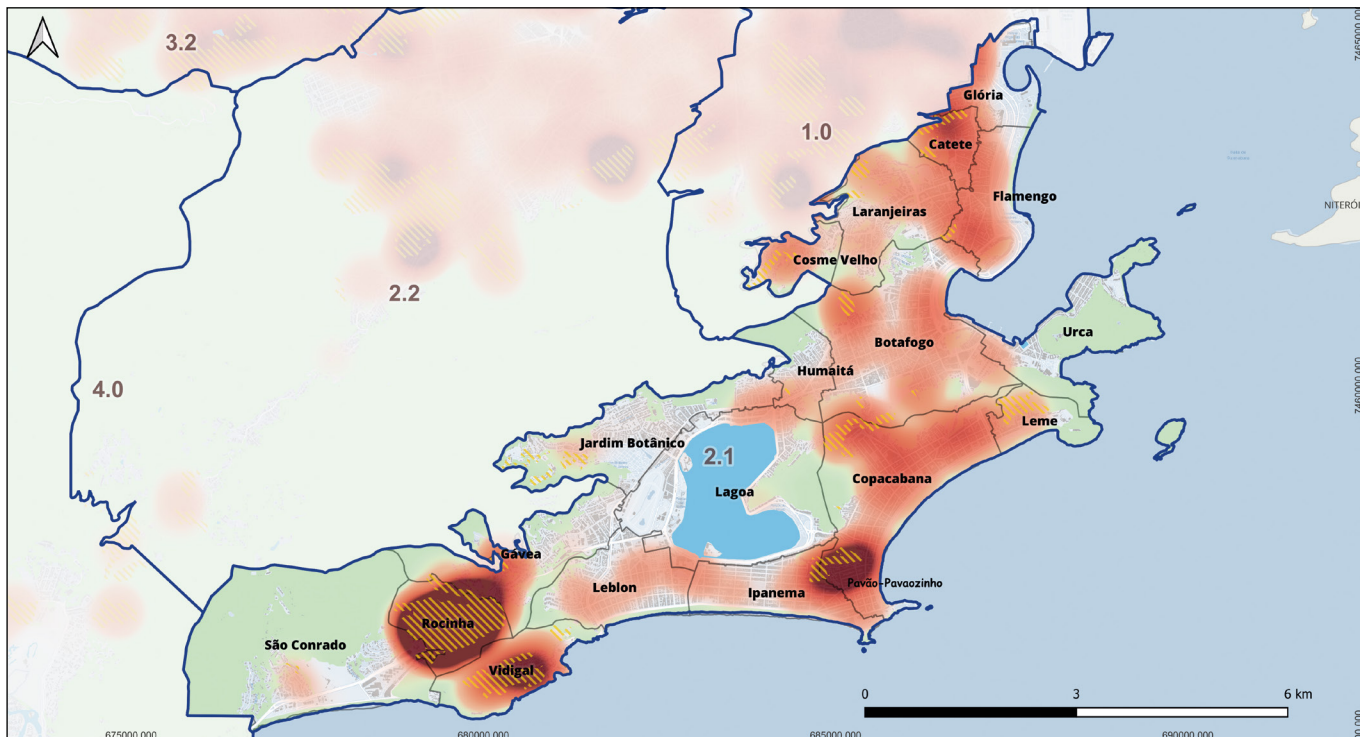 3.2
7465000.000
Glória
1.0
Catete
Flamengo
NITERÓI
Laranjeiras
Cosme Velho
2.2
Urca
Botafogo
Humaitá
4.0
7460000.000
Leme
Jardim Botânico
2.1
Copacabana
Lagoa
Gávea
Pavão-Pavaozinho
Leblon
Ipanema
Rocinha
São Conrado
Vidigal
0 3 6 km
675000.000 680000.000 685000.000 690000.000